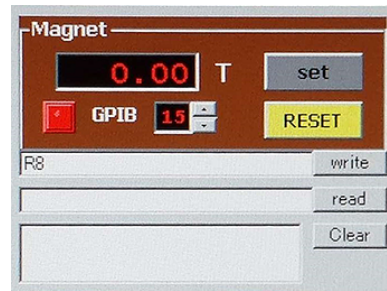 Magnet
0.00 T set
GPIB 15 RESET
R8 write
read
Clear